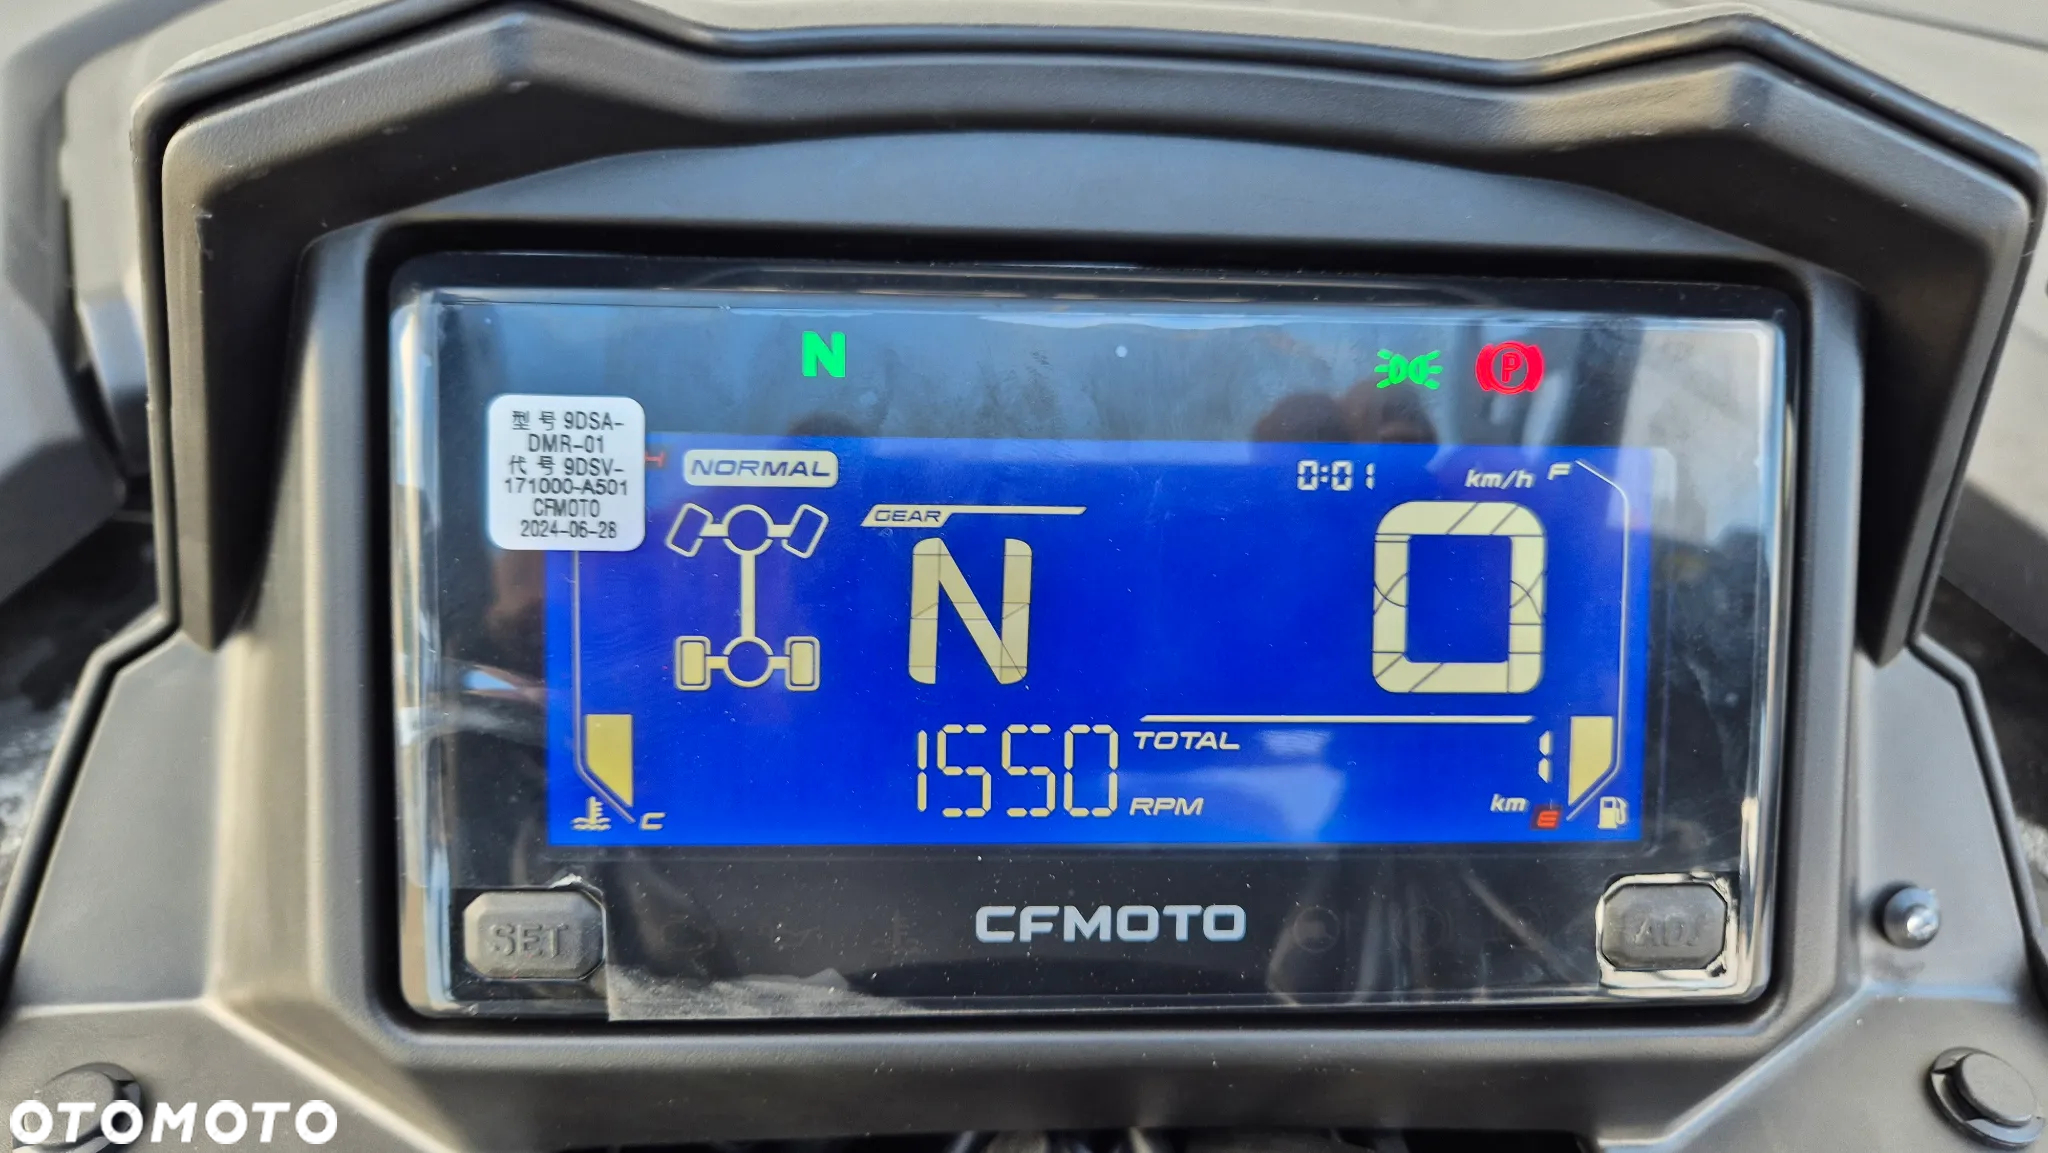 N
P
型 号 9DSA-
DMR-01
代 号 9DSV-
171000-A501
CFMOTO
2024-06-28
H
NORMAL
0:01
km/h
F
GEAR
N
0
1550
RPM
TOTAL
1
km
E
C
CFMOTO
SET
ADJ
OTOMOTO